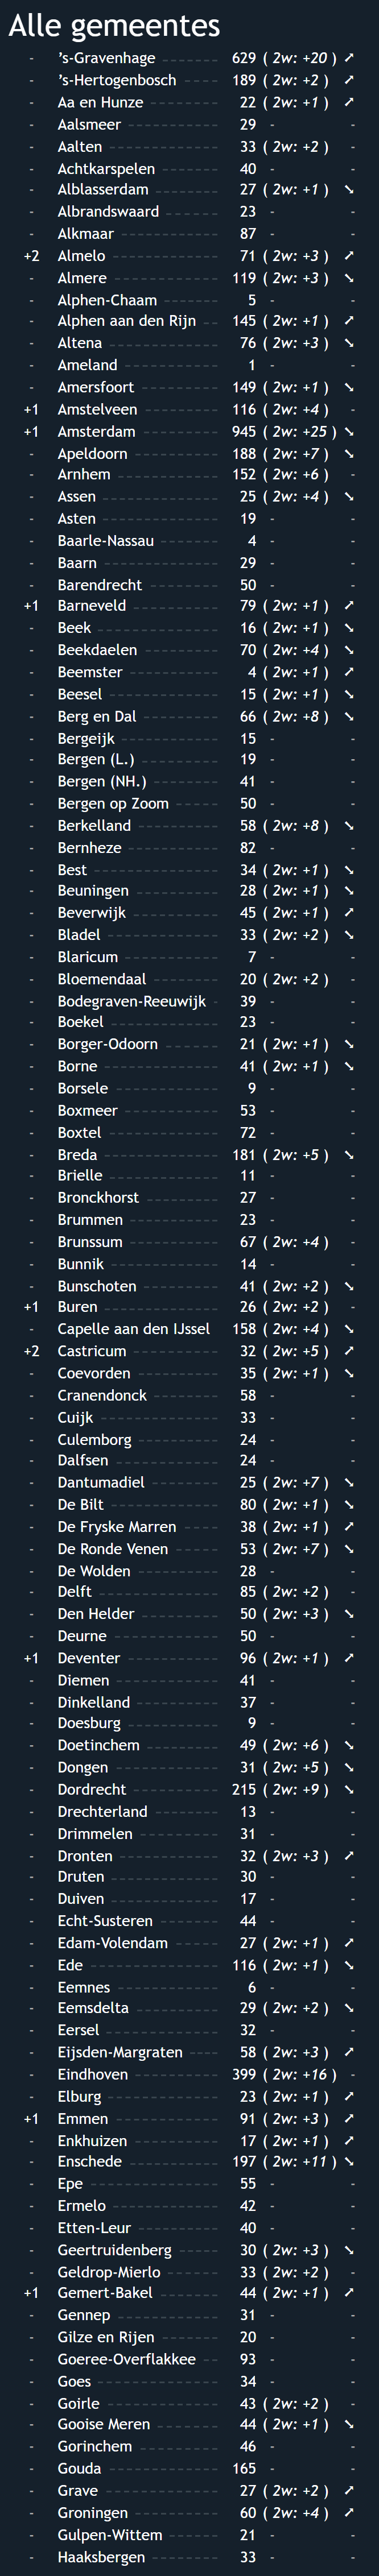 Alle gemeentes
- ’s-Gravenhage ------- 629 ( 2w: +20 ) ↗
- ’s-Hertogenbosch ----- 189 ( 2w: +2 ) ↗
- Aa en Hunze --------- 22 ( 2w: +1 ) ↗
- Aalsmeer ------------ 29 - -
- Aalten -------------- 33 ( 2w: +2 ) -
- Achtkarspelen ------- 40 - -
- Alblasserdam -------- 27 ( 2w: +1 ) ↘
- Albrandswaard ------- 23 - -
- Alkmaar ------------- 87 - -
+2 Almelo -------------- 71 ( 2w: +3 ) ↗
- Almere -------------- 119 ( 2w: +3 ) ↘
- Alphen-Chaam ------- 5 - -
- Alphen aan den Rijn -- 145 ( 2w: +1 ) ↗
- Altena -------------- 76 ( 2w: +3 ) ↘
- Ameland ------------ 1 - -
- Amersfoort ---------- 149 ( 2w: +1 ) ↘
+1 Amstelveen ---------- 116 ( 2w: +4 ) -
+1 Amsterdam ---------- 945 ( 2w: +25 ) ↘
- Apeldoorn ----------- 188 ( 2w: +7 ) ↘
- Arnhem ------------- 152 ( 2w: +6 ) -
- Assen --------------- 25 ( 2w: +4 ) ↘
- Asten --------------- 19 - -
- Baarle-Nassau ------- 4 - -
- Baarn --------------- 29 - -
- Barendrecht --------- 50 - -
+1 Barneveld ----------- 79 ( 2w: +1 ) ↗
- Beek ---------------- 16 ( 2w: +1 ) ↘
- Beekdaelen ---------- 70 ( 2w: +4 ) ↘
- Beemster ------------ 4 ( 2w: +1 ) ↗
- Beesel -------------- 15 ( 2w: +1 ) ↘
- Berg en Dal ---------- 66 ( 2w: +8 ) ↘
- Bergeijk ------------- 15 - -
- Bergen (L.) ---------- 19 - -
- Bergen (NH.) -------- 41 - -
- Bergen op Zoom ----- 50 - -
- Berkelland ---------- 58 ( 2w: +8 ) ↘
- Bernheze ------------ 82 - -
- Best ---------------- 34 ( 2w: +1 ) ↘
- Beuningen ----------- 28 ( 2w: +1 ) ↘
- Beverwijk ----------- 45 ( 2w: +1 ) ↗
- Bladel -------------- 33 ( 2w: +2 ) ↘
- Blaricum ------------ 7 - -
- Bloemendaal --------- 20 ( 2w: +2 ) -
- Bodegraven-Reeuwijk - 39 - -
- Boekel -------------- 23 - -
- Borger-Odoorn ------- 21 ( 2w: +1 ) ↘
- Borne --------------- 41 ( 2w: +1 ) ↘
- Borsele ------------- 9 - -
- Boxmeer ------------ 53 - -
- Boxtel -------------- 72 - -
- Breda --------------- 181 ( 2w: +5 ) ↘
- Brielle -------------- 11 - -
- Bronckhorst --------- 27 - -
- Brummen ----------- 23 - -
- Brunssum ----------- 67 ( 2w: +4 ) -
- Bunnik -------------- 14 - -
- Bunschoten ---------- 41 ( 2w: +2 ) ↘
+1 Buren --------------- 26 ( 2w: +2 ) -
- Capelle aan den IJssel 158 ( 2w: +4 ) ↘
+2 Castricum ----------- 32 ( 2w: +5 ) ↗
- Coevorden ----------- 35 ( 2w: +1 ) ↘
- Cranendonck --------- 58 - -
- Cuijk ---------------- 33 - -
- Culemborg ---------- 24 - -
- Dalfsen ------------- 24 - -
- Dantumadiel --------- 25 ( 2w: +7 ) ↘
- De Bilt -------------- 80 ( 2w: +1 ) ↘
- De Fryske Marren ---- 38 ( 2w: +1 ) ↗
- De Ronde Venen ----- 53 ( 2w: +7 ) ↘
- De Wolden ---------- 28 - -
- Delft --------------- 85 ( 2w: +2 ) -
- Den Helder ---------- 50 ( 2w: +3 ) ↘
- Deurne -------------- 50 - -
+1 Deventer ------------ 96 ( 2w: +1 ) ↗
- Diemen ------------- 41 - -
- Dinkelland ---------- 37 - -
- Doesburg ----------- 9 - -
- Doetinchem --------- 49 ( 2w: +6 ) ↘
- Dongen ------------- 31 ( 2w: +5 ) ↘
- Dordrecht ----------- 215 ( 2w: +9 ) ↘
- Drechterland -------- 13 - -
- Drimmelen ---------- 31 - -
- Dronten ------------- 32 ( 2w: +3 ) ↗
- Druten -------------- 30 - -
- Duiven -------------- 17 - -
- Echt-Susteren ------- 44 - -
- Edam-Volendam ----- 27 ( 2w: +1 ) ↗
- Ede ----------------- 116 ( 2w: +1 ) ↘
- Eemnes ------------- 6 - -
- Eemsdelta ----------- 29 ( 2w: +2 ) ↘
- Eersel --------------- 32 - -
- Eijsden-Margraten ---- 58 ( 2w: +3 ) ↗
- Eindhoven ----------- 399 ( 2w: +16 ) -
- Elburg -------------- 23 ( 2w: +1 ) ↗
+1 Emmen -------------- 91 ( 2w: +3 ) ↗
- Enkhuizen ----------- 17 ( 2w: +1 ) ↗
- Enschede ------------ 197 ( 2w: +11 ) ↘
- Epe ----------------- 55 - -
- Ermelo -------------- 42 - -
- Etten-Leur ----------- 40 - -
- Geertruidenberg ----- 30 ( 2w: +3 ) ↘
- Geldrop-Mierlo ------ 33 ( 2w: +2 ) -
+1 Gemert-Bakel -------- 44 ( 2w: +1 ) ↗
- Gennep ------------- 31 - -
- Gilze en Rijen ------- 20 - -
- Goeree-Overflakkee -- 93 - -
- Goes ---------------- 34 - -
- Goirle --------------- 43 ( 2w: +2 ) -
- Gooise Meren -------- 44 ( 2w: +1 ) ↘
- Gorinchem ---------- 46 - -
- Gouda -------------- 165 - -
- Grave --------------- 27 ( 2w: +2 ) ↗
- Groningen ----------- 60 ( 2w: +4 ) ↗
- Gulpen-Wittem ------ 21 - -
- Haaksbergen -------- 33 - -